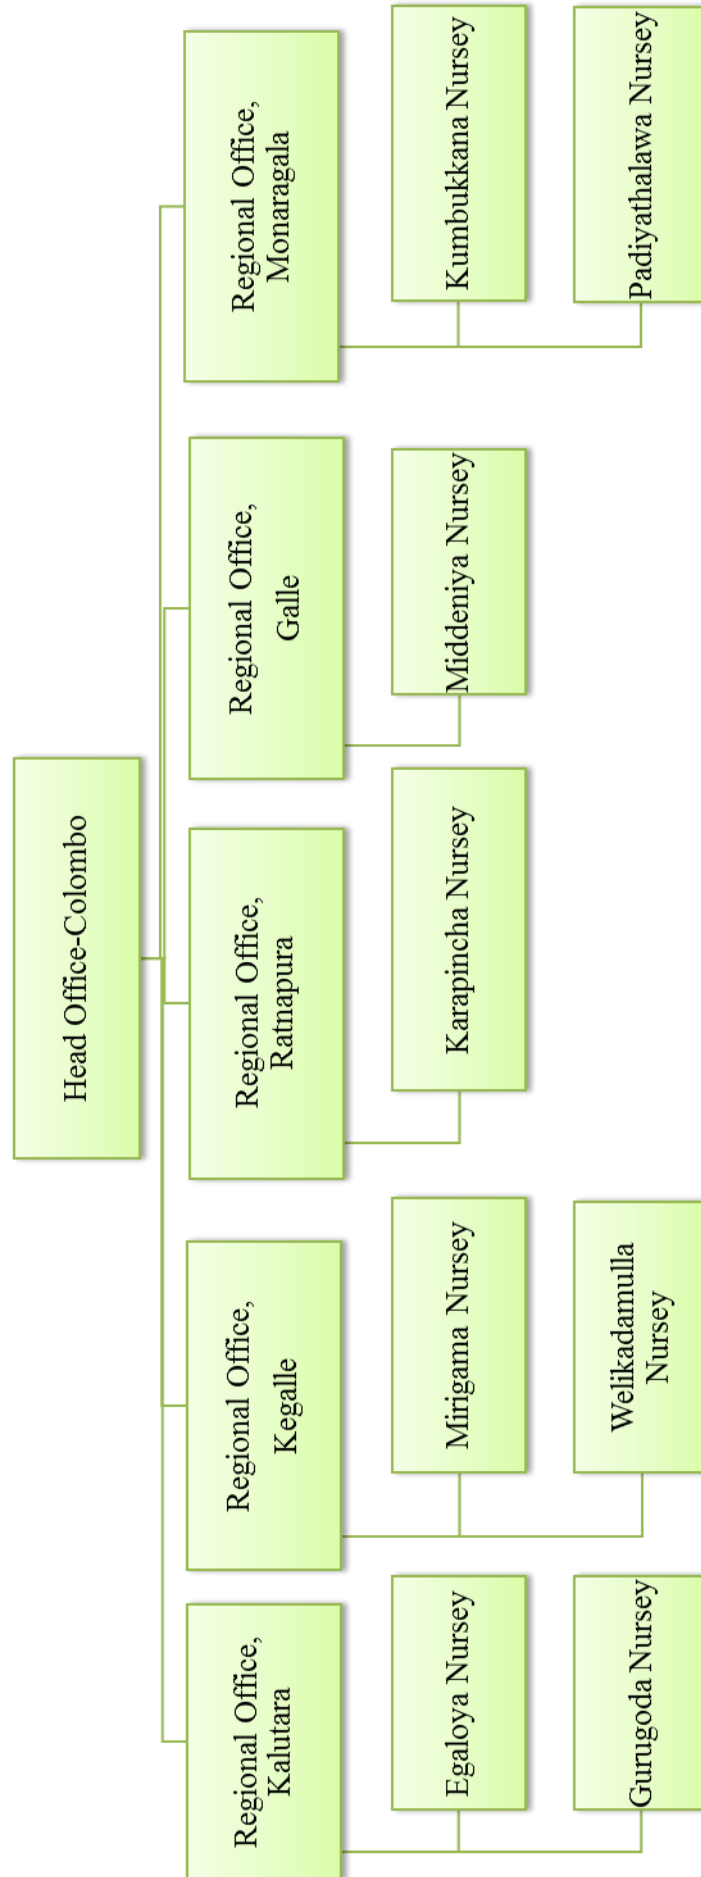 Head Office-Colombo
Regional Office,
Kalutara
Egaloya Nursey
Gurugoda Nursey
Regional Office,
Kegalle
Mirigama Nursey
Welikadamulla
Nursey
Regional Office,
Ratnapura
Karapincha Nursey
Regional Office,
Galle
Middeniya Nursey
Regional Office,
Monaragala
Kumbukkana Nursey
Padiyathalawa Nursey